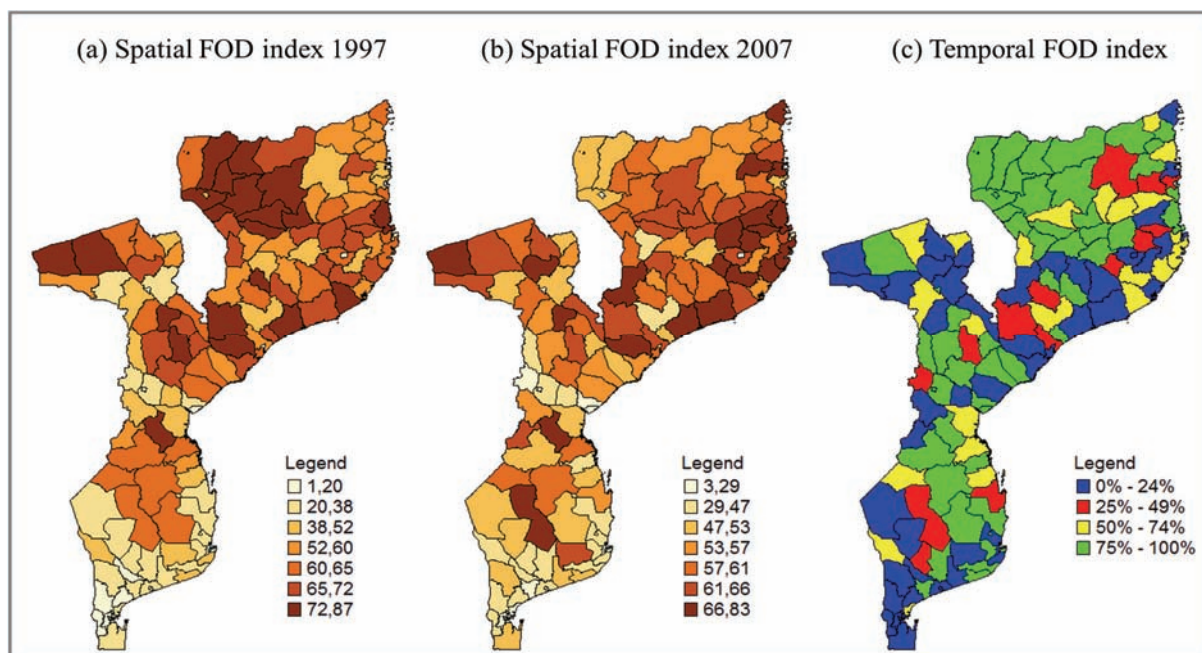 (a) Spatial FOD index 1997
(b) Spatial FOD index 2007
(c) Temporal FOD index
Legend
1,20
20,38
38,52
52,60
60,65
65,72
72,87
Legend
3,29
29,47
47,53
53,57
57,61
61,66
66,83
Legend
0% - 24%
25% - 49%
50% - 74%
75% - 100%